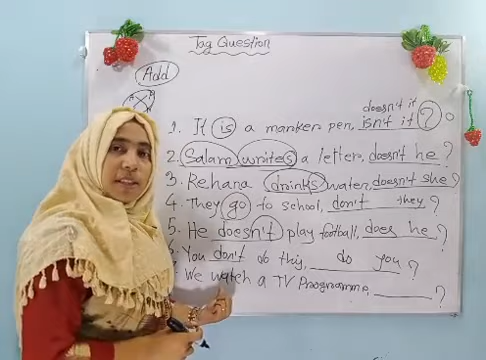 Tag Question
Add
doesn't it
1. It is a marker pen, isn't it ?
2. Salam writes a letter, doesn't he ?
3. Rehana drinks water, doesn't she ?
4. They go to school, don't they ?
5. He doesn't play football, does he ?
6. You don't do this, do you ?
We watch a TV Programme, ______ ?